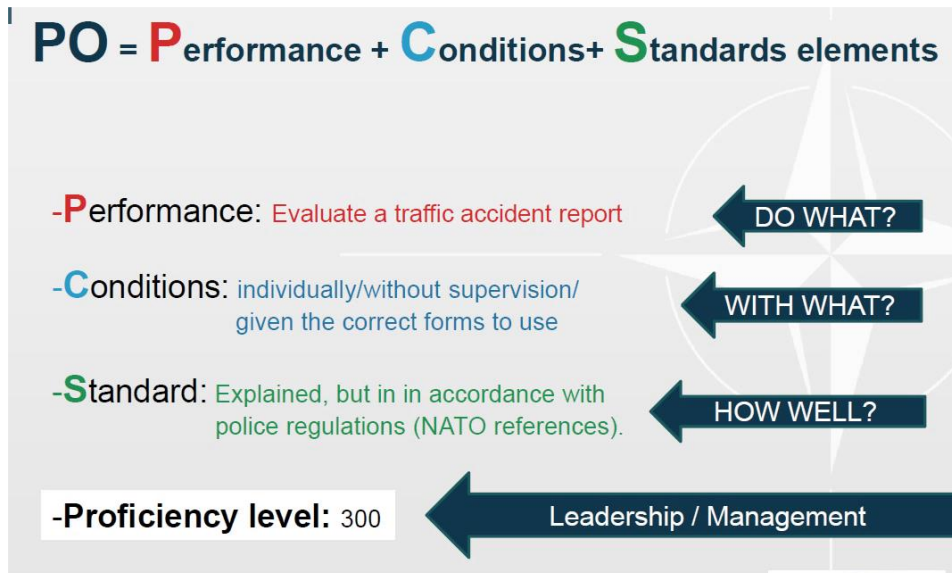 PO = Performance + Conditions+ Standards elements
-Performance: Evaluate a traffic accident report
DO WHAT?
-Conditions: individually/without supervision/
given the correct forms to use
WITH WHAT?
-Standard: Explained, but in in accordance with
police regulations (NATO references).
HOW WELL?
-Proficiency level: 300
Leadership / Management